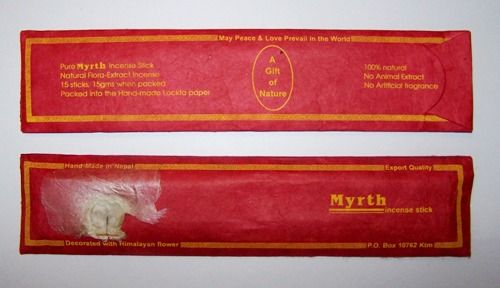 May Peace & Love Prevail in the World
Pure Myrth Incense Stick
Natural Flora-Extract Incense
15 sticks, 15gms when packed
Packed into the Hand-made Lockta paper
A
Gift
of
Nature
100% natural
No Animal Extract
No Artificial fragrance
Hand Made in Nepal
Export Quality
Myrth
incense stick
Decorated with Himalayan flower
P.O. Box 10762 Ktm